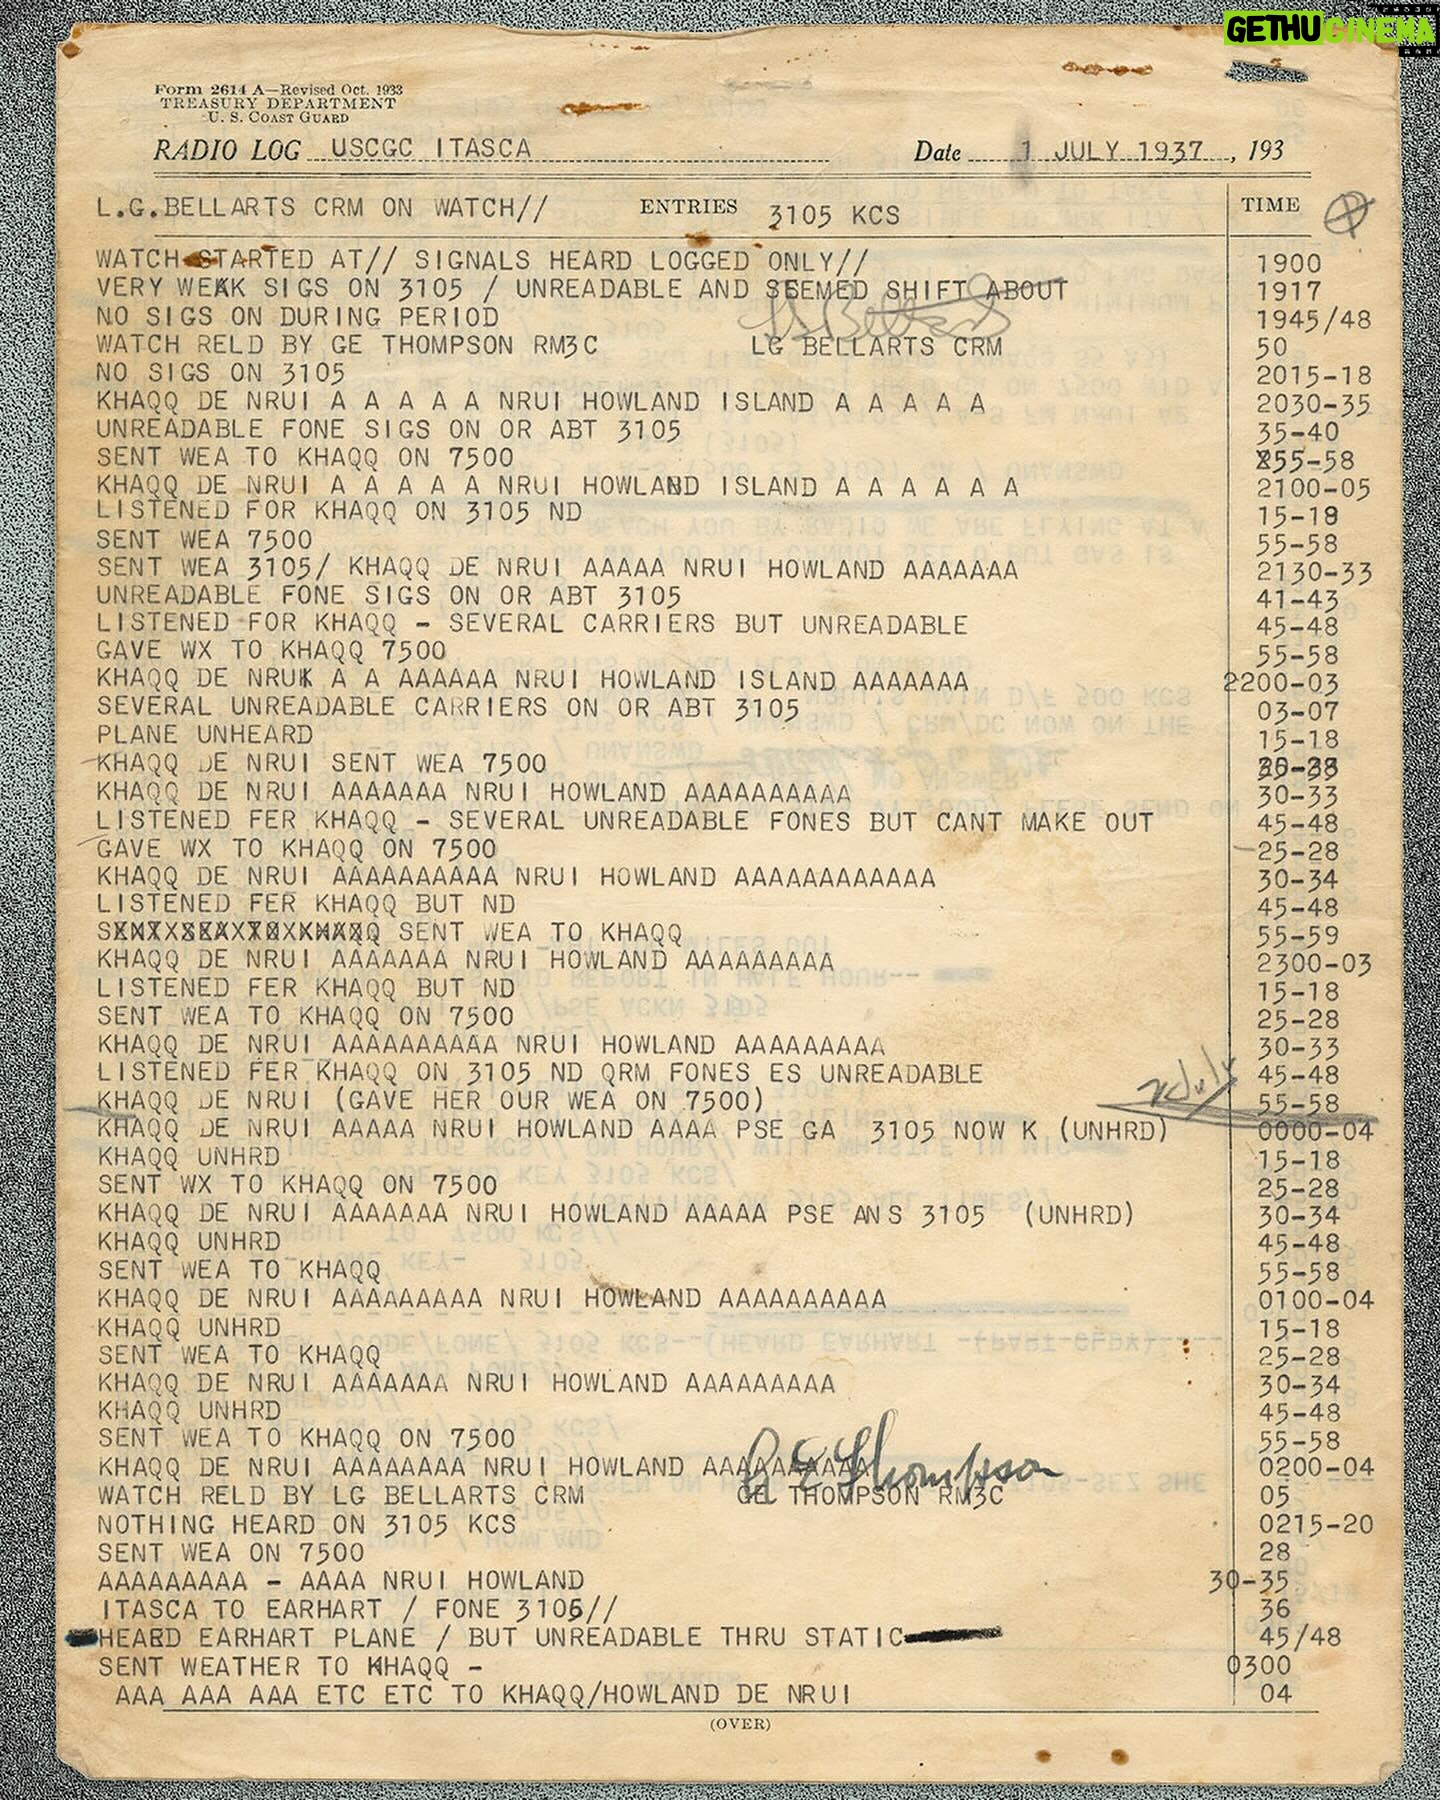 GETHUCINEMA
Form 2614 A—Revised Oct. 1933
TREASURY DEPARTMENT
U. S. COAST GUARD
RADIO LOG USCGC ITASCA Date 1 JULY 1937, 193
L.G.BELLARTS CRM ON WATCH// ENTRIES 3105 KCS TIME
WATCH STARTED AT// SIGNALS HEARD LOGGED ONLY// 1900
VERY WEAK SIGS ON 3105 / UNREADABLE AND SEEMED SHIFT ABOUT 1917
NO SIGS ON DURING PERIOD 1945/48
WATCH RELD BY GE THOMPSON RM3C LG BELLARTS CRM 50
NO SIGS ON 3105 2015-18
KHAQQ DE NRUI A A A A A NRUI HOWLAND ISLAND A A A A A 2030-35
UNREADABLE FONE SIGS ON OR ABT 3105 35-40
SENT WEA TO KHAQQ ON 7500 55-58
KHAQQ DE NRUI A A A A A NRUI HOWLAND ISLAND A A A A A A 2100-05
LISTENED FOR KHAQQ ON 3105 ND 15-18
SENT WEA 7500 55-58
SENT WEA 3105/ KHAQQ DE NRUI AAAAA NRUI HOWLAND AAAAAAA 2130-33
UNREADABLE FONE SIGS ON OR ABT 3105 41-43
LISTENED FOR KHAQQ - SEVERAL CARRIERS BUT UNREADABLE 45-48
GAVE WX TO KHAQQ 7500 55-58
KHAQQ DE NRUK A A AAAAAA NRUI HOWLAND ISLAND AAAAAAA 2200-03
SEVERAL UNREADABLE CARRIERS ON OR ABT 3105 03-07
PLANE UNHEARD 15-18
KHAQQ DE NRUI SENT WEA 7500
KHAQQ DE NRUI AAAAAAA NRUI HOWLAND AAAAAAAAAA 30-33
LISTENED FER KHAQQ - SEVERAL UNREADABLE FONES BUT CANT MAKE OUT 45-48
GAVE WX TO KHAQQ ON 7500 25-28
KHAQQ DE NRUI AAAAAAAAAA NRUI HOWLAND AAAAAAAAAAAA 30-34
LISTENED FER KHAQQ BUT ND 45-48
SENT WEA TO KHAQQ 55-59
KHAQQ DE NRUI AAAAAAA NRUI HOWLAND AAAAAAAAA 2300-03
LISTENED FER KHAQQ BUT ND 15-18
SENT WEA TO KHAQQ ON 7500 25-28
KHAQQ DE NRUI AAAAAAAAAA NRUI HOWLAND AAAAAAAAA 30-33
LISTENED FER KHAQQ ON 3105 ND QRM FONES ES UNREADABLE 45-48
2 July
KHAQQ DE NRUI (GAVE HER OUR WEA ON 7500) 55-58
KHAQQ DE NRUI AAAAA NRUI HOWLAND AAAA PSE GA 3105 NOW K (UNHRD) 0000-04
KHAQQ UNHRD 15-18
SENT WX TO KHAQQ ON 7500 25-28
KHAQQ DE NRUI AAAAAAA NRUI HOWLAND AAAAA PSE ANS 3105 (UNHRD) 30-34
KHAQQ UNHRD 45-48
SENT WEA TO KHAQQ 55-58
KHAQQ DE NRUI AAAAAAAAA NRUI HOWLAND AAAAAAAAAA 0100-04
KHAQQ UNHRD 15-18
SENT WEA TO KHAQQ 25-28
KHAQQ DE NRUI AAAAAAA NRUI HOWLAND AAAAAAAAA 30-34
KHAQQ UNHRD 45-48
SENT WEA TO KHAQQ ON 7500 55-58
KHAQQ DE NRUI AAAAAAAA NRUI HOWLAND AAAAAAAAAA 0200-04
G E Thompson
WATCH RELD BY LG BELLARTS CRM GE THOMPSON RM3C 05
NOTHING HEARD ON 3105 KCS 0215-20
SENT WEA ON 7500 28
AAAAAAAAA - AAAA NRUI HOWLAND 30-35
ITASCA TO EARHART / FONE 3105// 36
HEARD EARHART PLANE / BUT UNREADABLE THRU STATIC 45/48
SENT WEATHER TO KHAQQ - 0300
AAA AAA AAA ETC ETC TO KHAQQ/HOWLAND DE NRUI 04
(OVER)